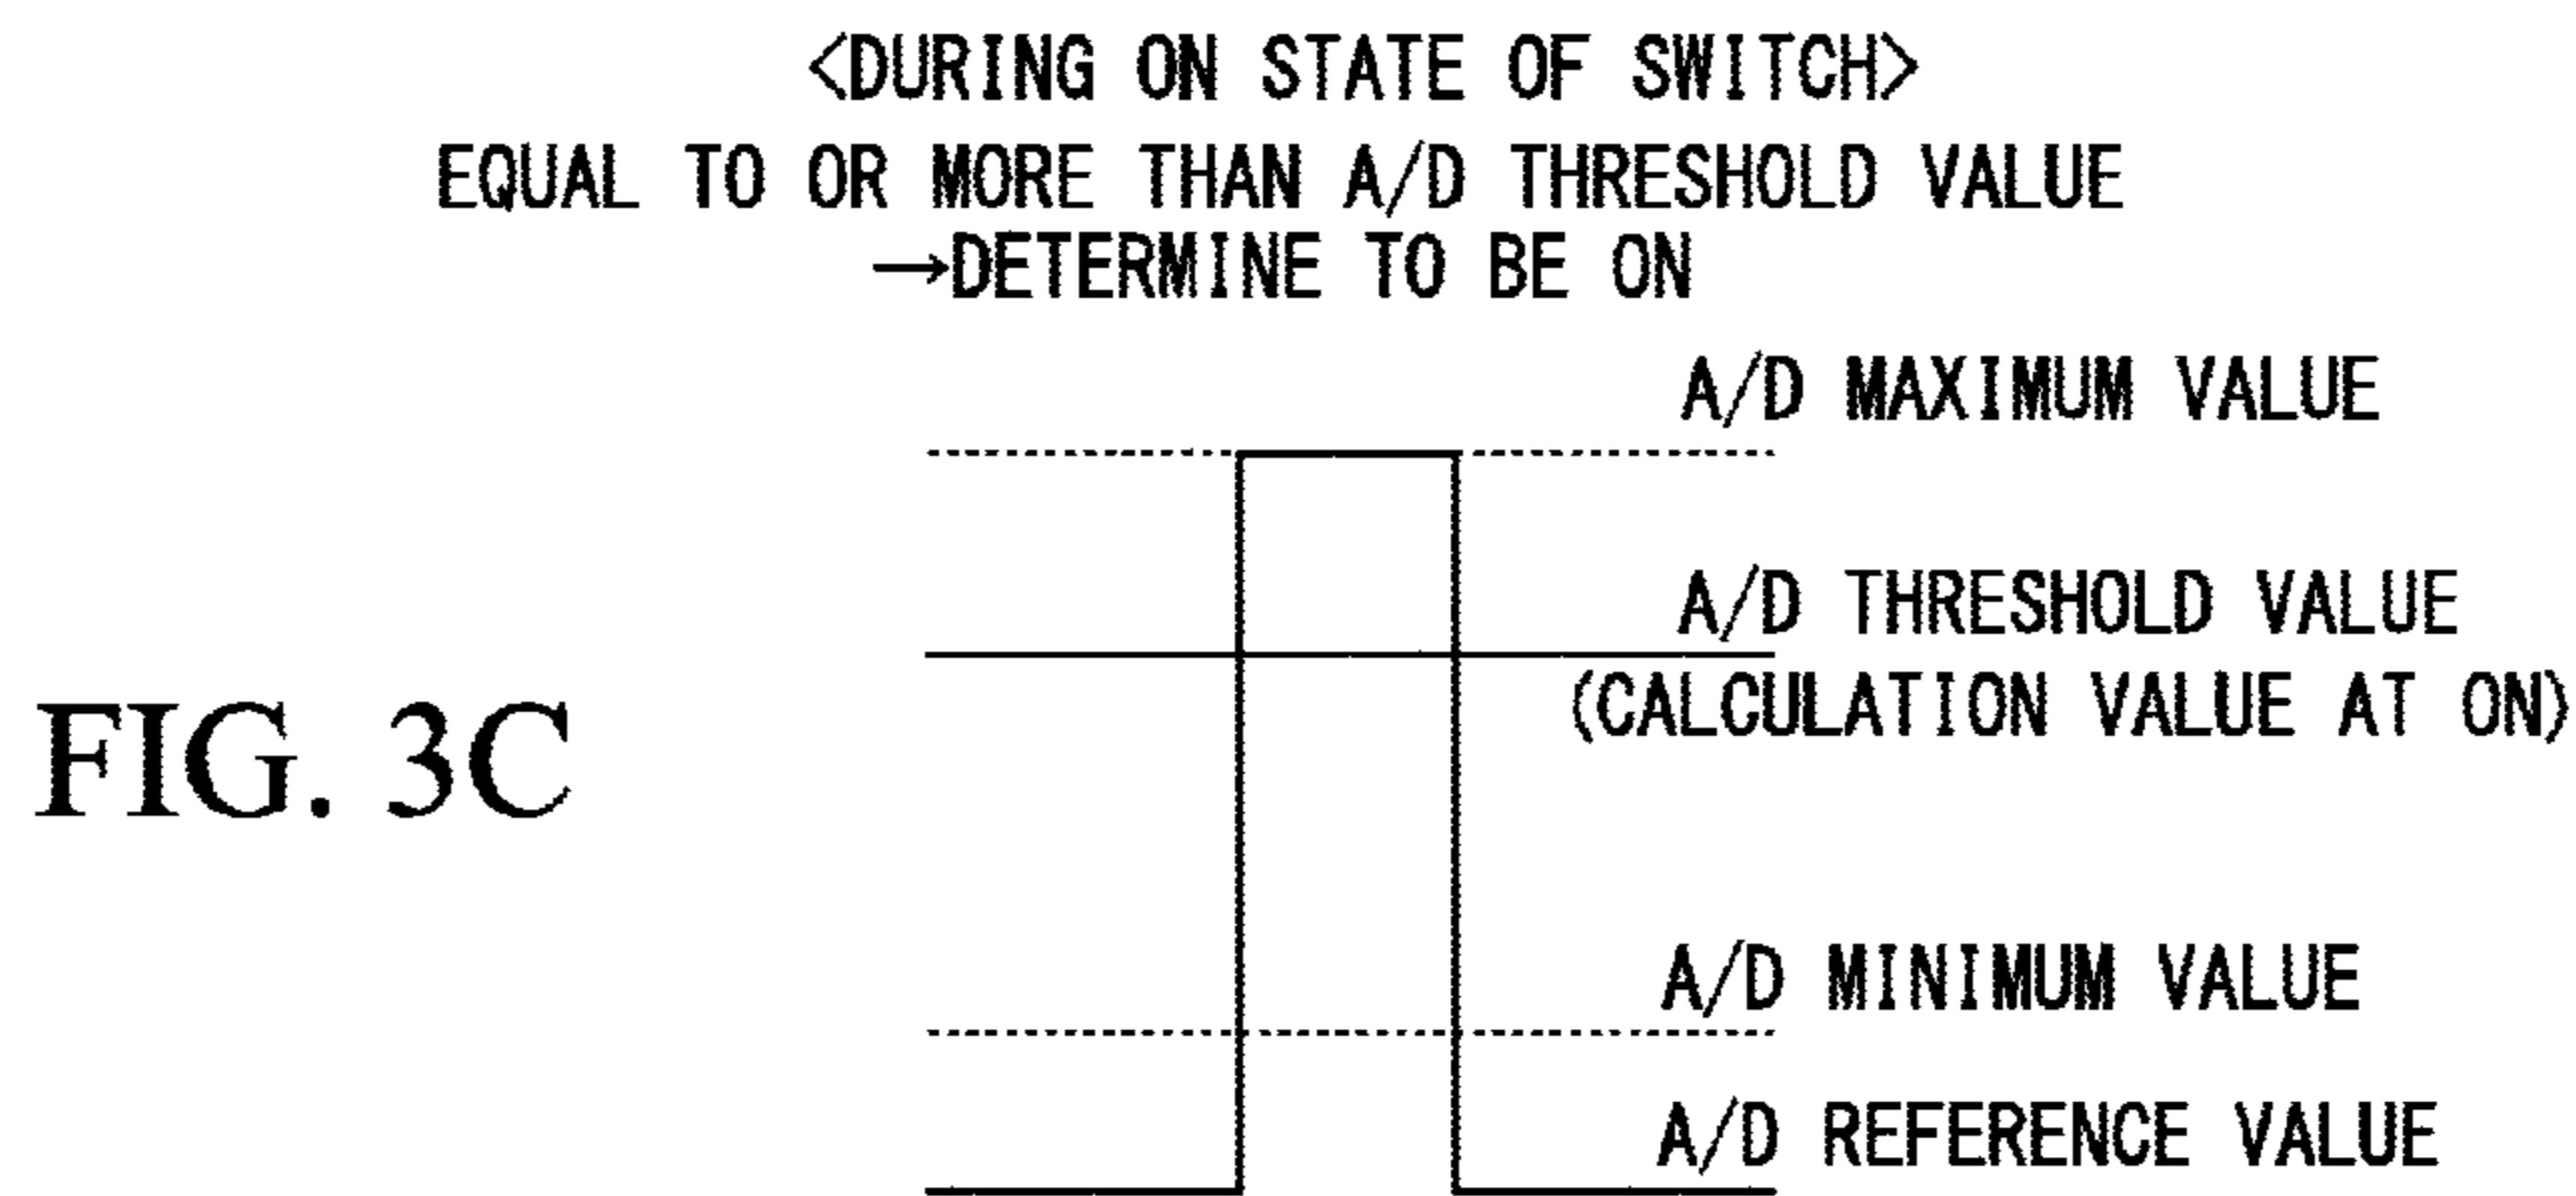 <DURING ON STATE OF SWITCH>
EQUAL TO OR MORE THAN A/D THRESHOLD VALUE
→DETERMINE TO BE ON
A/D MAXIMUM VALUE
A/D THRESHOLD VALUE
(CALCULATION VALUE AT ON)
FIG. 3C
A/D MINIMUM VALUE
A/D REFERENCE VALUE